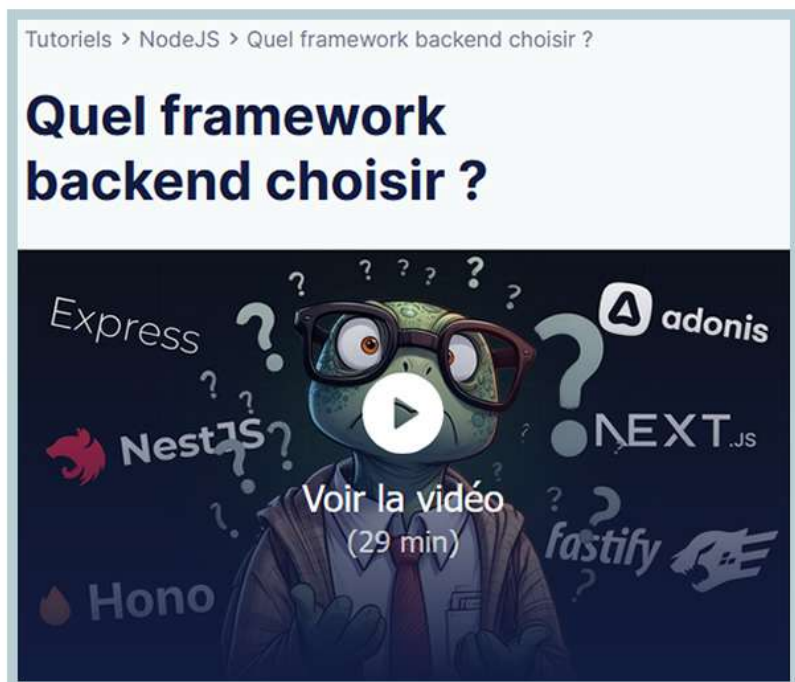 Tutoriels > NodeJS > Quel framework backend choisir ?
Quel framework
backend choisir ?
Express
adonis
NestJS
NEXT.JS
Voir la vidéo
(29 min)
fastify
Hono